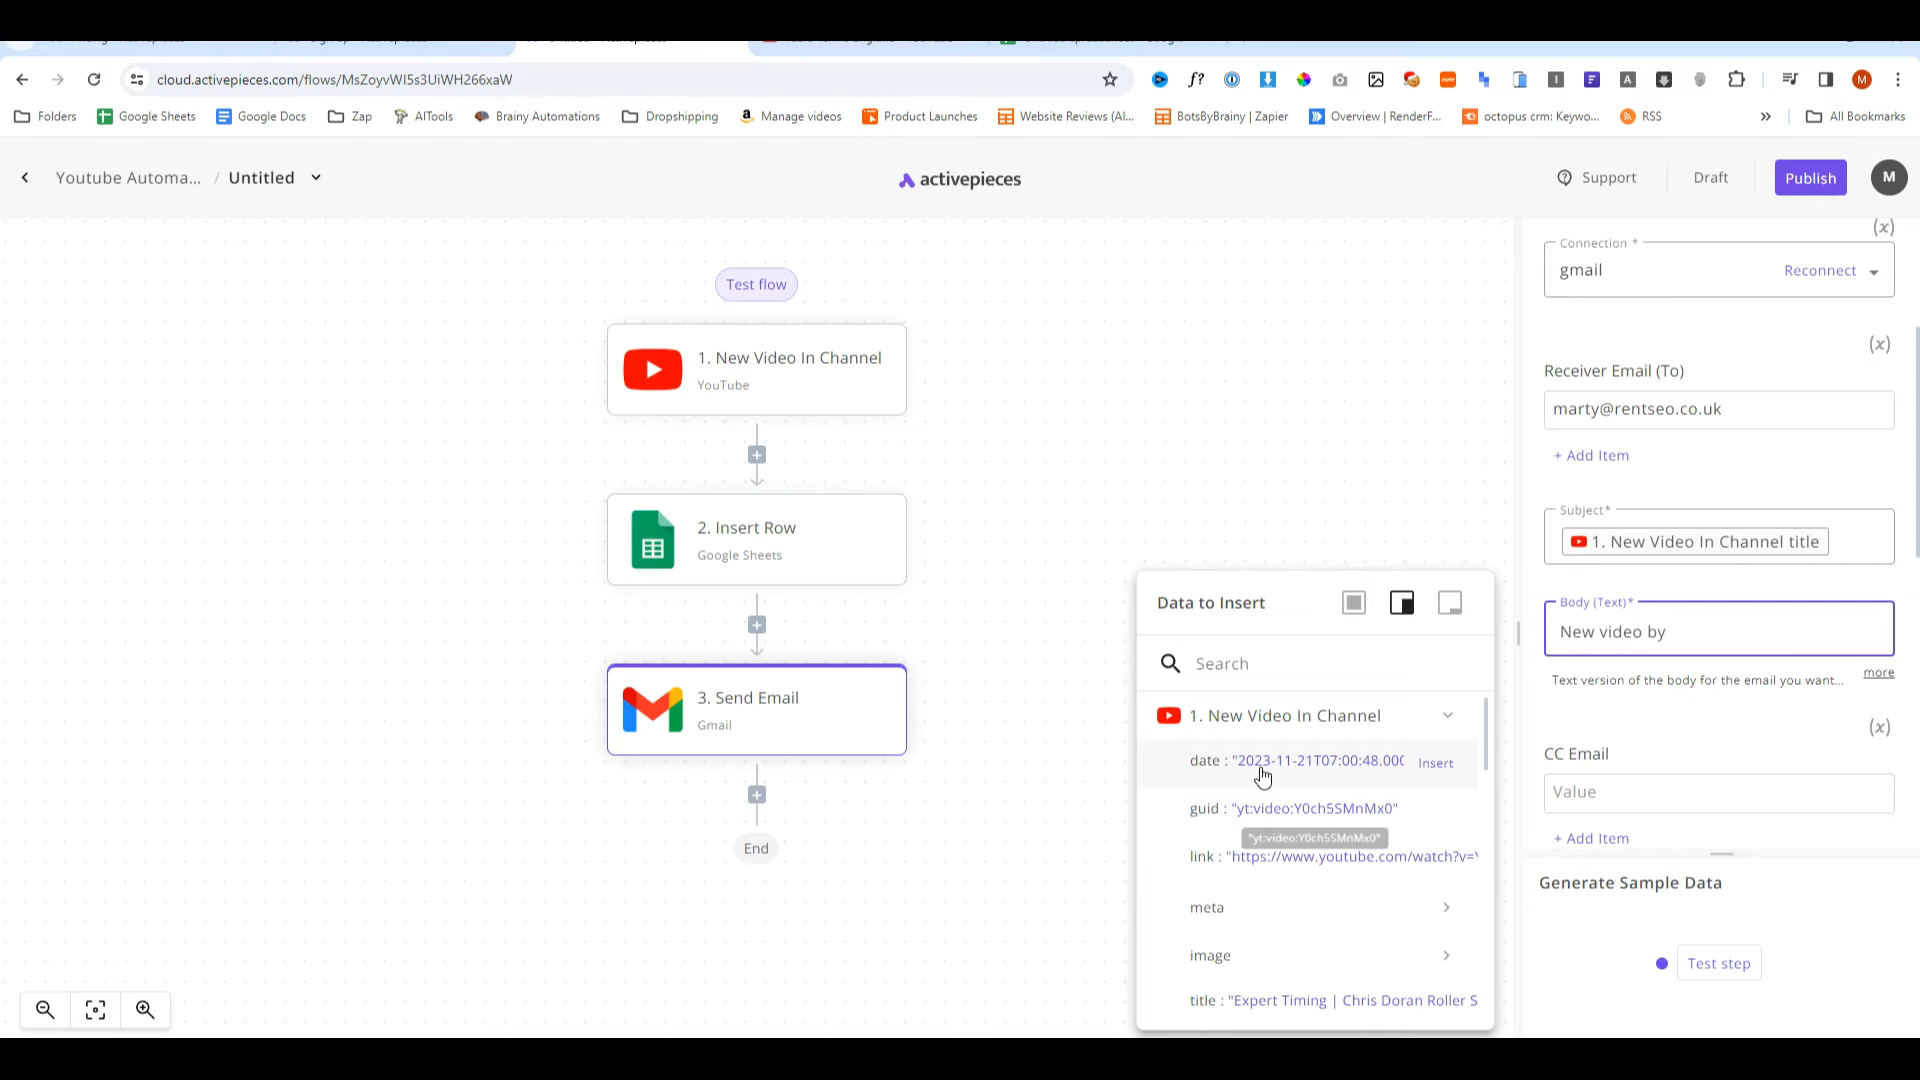 cloud.activepieces.com/flows/MsZoyvWI5s3UiWH266xaW
Folders
Google Sheets
Google Docs
Zap
AITools
Brainy Automations
Dropshipping
Manage videos
Product Launches
Website Reviews (Al...
BotsByBrainy | Zapier
Overview | RenderF...
octopus crm: Keywo...
RSS
All Bookmarks
Youtube Automa... / Untitled
activepieces
Support
Draft
Publish
M
Test flow
1. New Video In Channel
YouTube
2. Insert Row
Google Sheets
3. Send Email
Gmail
End
Data to Insert
Search
1. New Video In Channel
date : "2023-11-21T07:00:48.000
Insert
guid : "yt:video:Y0ch5SMnMx0"
"yt:video:Y0ch5SMnMx0"
link : "https://www.youtube.com/watch?v=Y
meta
image
title : "Expert Timing | Chris Doran Roller S
(x)
Connection *
gmail
Reconnect
(x)
Receiver Email (To)
marty@rentseo.co.uk
+ Add Item
Subject*
1. New Video In Channel title
Body (Text)*
New video by
Text version of the body for the email you want...
more
(x)
CC Email
Value
+ Add Item
Generate Sample Data
Test step